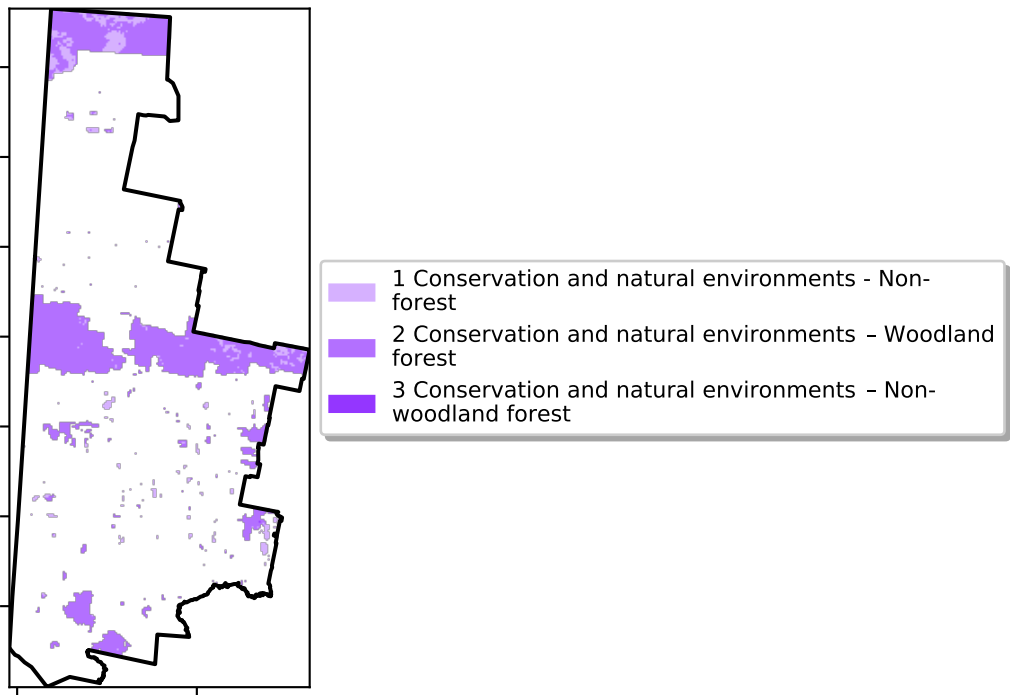 1 Conservation and natural environments - Non-
forest
2 Conservation and natural environments – Woodland
forest
3 Conservation and natural environments – Non-
woodland forest